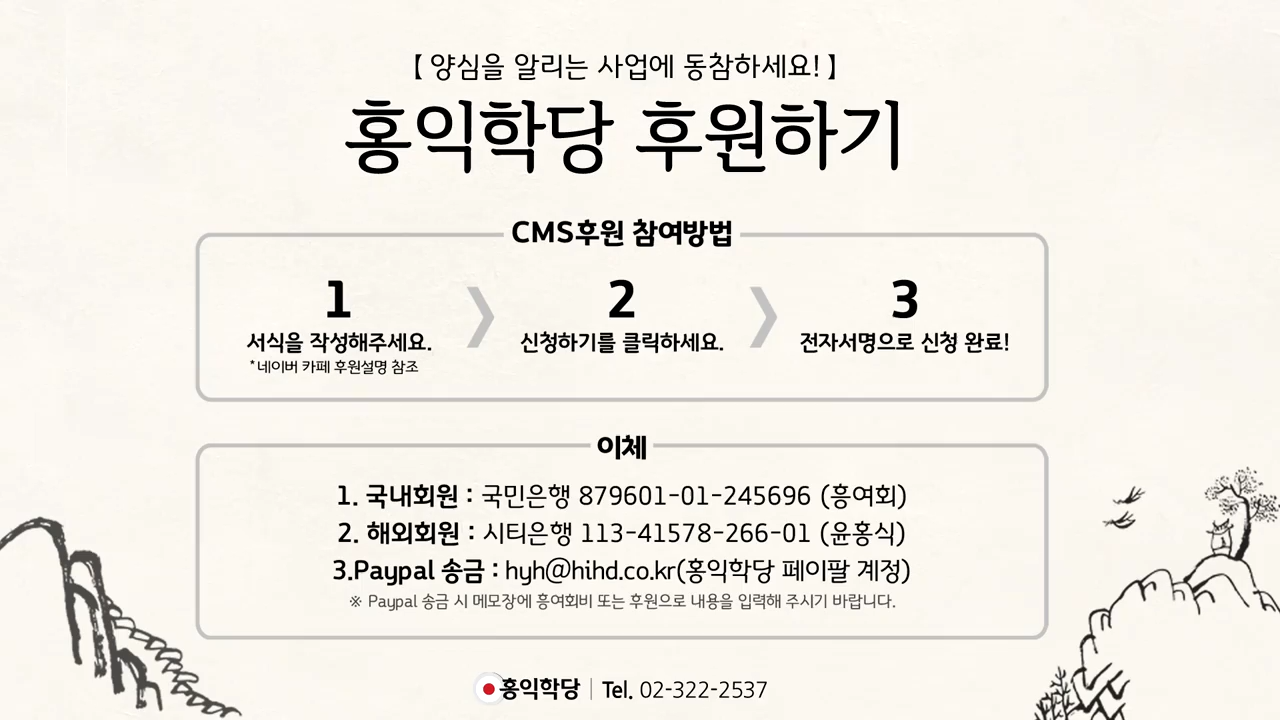 【 양심을 알리는 사업에 동참하세요! 】
홍익학당 후원하기
CMS후원 참여방법
1
서식을 작성해주세요.
*네이버 카페 후원설명 참조
2
신청하기를 클릭하세요.
3
전자서명으로 신청 완료!
이체
1. 국내회원 : 국민은행 879601-01-245696 (흥여회)
2. 해외회원 : 시티은행 113-41578-266-01 (윤홍식)
3.Paypal 송금 : hyh@hihd.co.kr(홍익학당 페이팔 계정)
※ Paypal 송금 시 메모장에 흥여회비 또는 후원으로 내용을 입력해 주시기 바랍니다.
홍익학당 | Tel. 02-322-2537